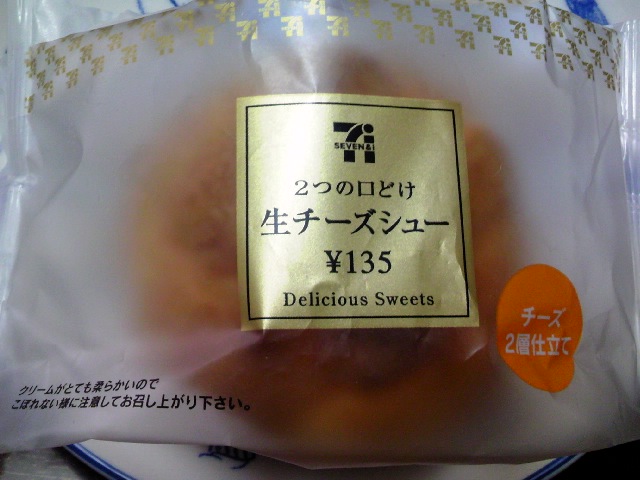 SEVEN&i
2つの口どけ
生チーズシュー
¥135
Delicious Sweets
チーズ
2層仕立て
クリームがとても柔らかいので
こぼれない様に注意してお召し上がり下さい。